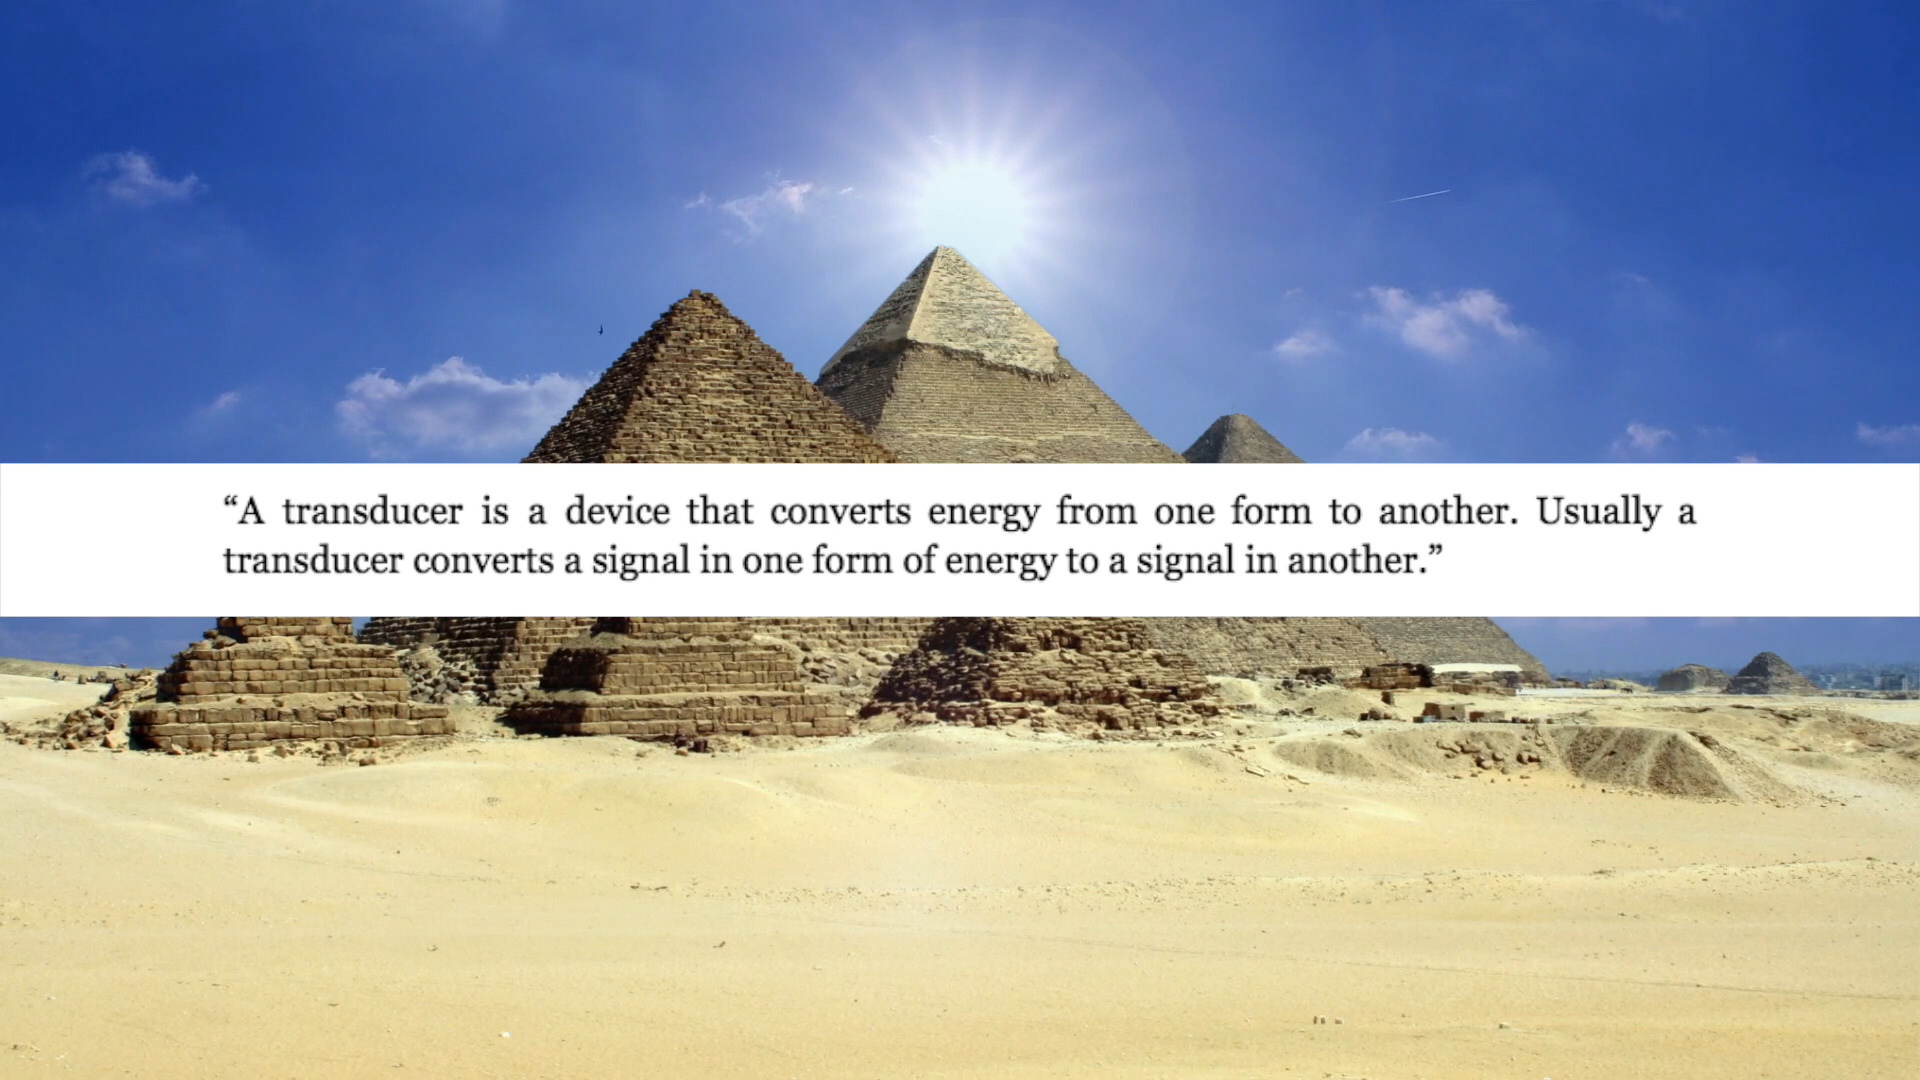 “A transducer is a device that converts energy from one form to another. Usually a
transducer converts a signal in one form of energy to a signal in another.”